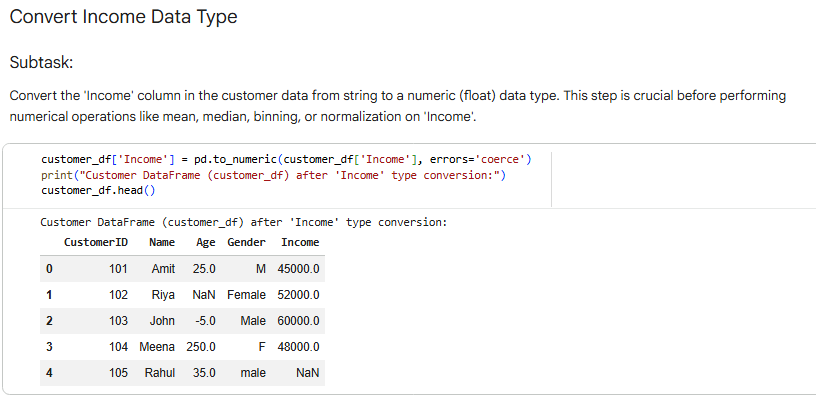 Convert Income Data Type
Subtask:
Convert the 'Income' column in the customer data from string to a numeric (float) data type. This step is crucial before performing
numerical operations like mean, median, binning, or normalization on 'Income'.
customer_df['Income'] = pd.to_numeric(customer_df['Income'], errors='coerce')
print("Customer DataFrame (customer_df) after 'Income' type conversion:")
customer_df.head()
Customer DataFrame (customer_df) after 'Income' type conversion:
CustomerID Name Age Gender Income
0 101 Amit 25.0 M 45000.0
1 102 Riya NaN Female 52000.0
2 103 John -5.0 Male 60000.0
3 104 Meena 250.0 F 48000.0
4 105 Rahul 35.0 male NaN